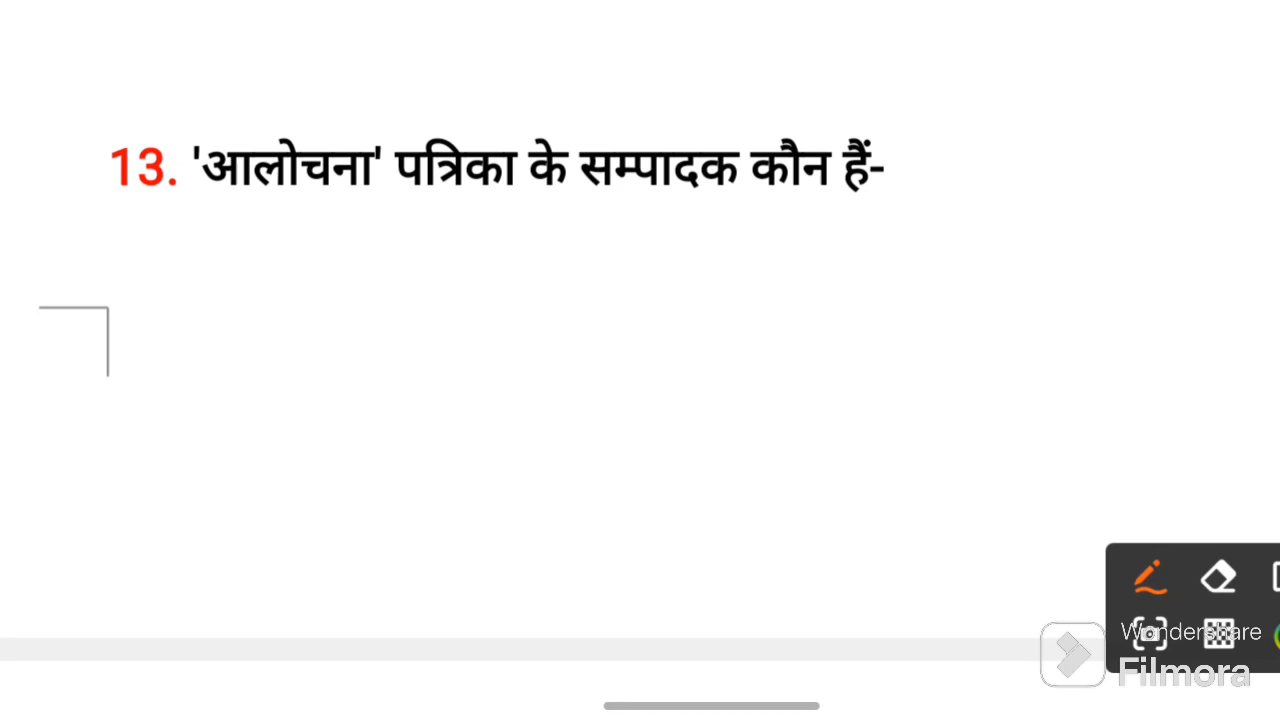 13. 'आलोचना' पत्रिका के सम्पादक कौन हैं-
Wondershare
Filmora